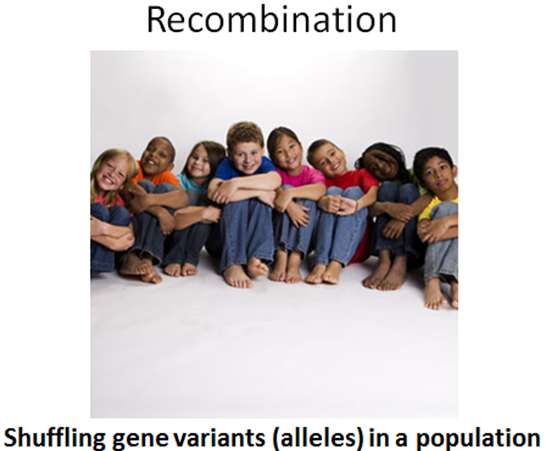 Recombination
Shuffling gene variants (alleles) in a population